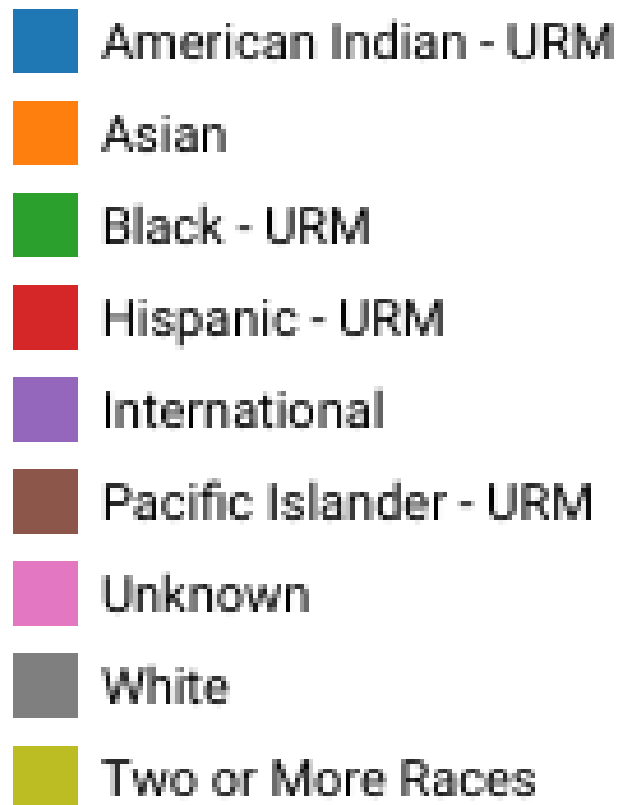 American Indian - URM
Asian
Black - URM
Hispanic - URM
International
Pacific Islander - URM
Unknown
White
Two or More Races